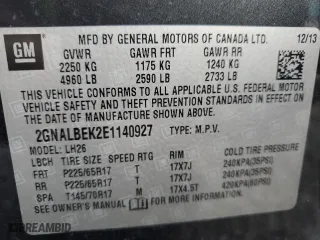 GM
MFD BY GENERAL MOTORS OF CANADA LTD.
12/13
GVWR GAWR FRT GAWR RR
2250 KG 1175 KG 1240 KG
4960 LB 2590 LB 2733 LB
THIS VEHICLE CONFORMS TO ALL APPLICABLE U.S. FEDERAL
MOTOR VEHICLE SAFETY AND THEFT PREVENTION
STANDARDS IN EFFECT ON THE DATE OF
MANUFACTURE SHOWN ABOVE.
2GNALBEK2E1140927 TYPE: M.P.V.
MODEL: LH26
LBCH TIRE SIZE SPEED RTG RIM COLD TIRE PRESSURE
FRT P225/65R17 T 17X7J 240KPA(35PSI)
RR P225/65R17 T 17X7J 240KPA(35PSI)
SPA T145/70R17 M 17X4.5T 420KPA(60PSI)
SEE OWNER'S MANUAL FOR ADDITIONAL INFORMATION.